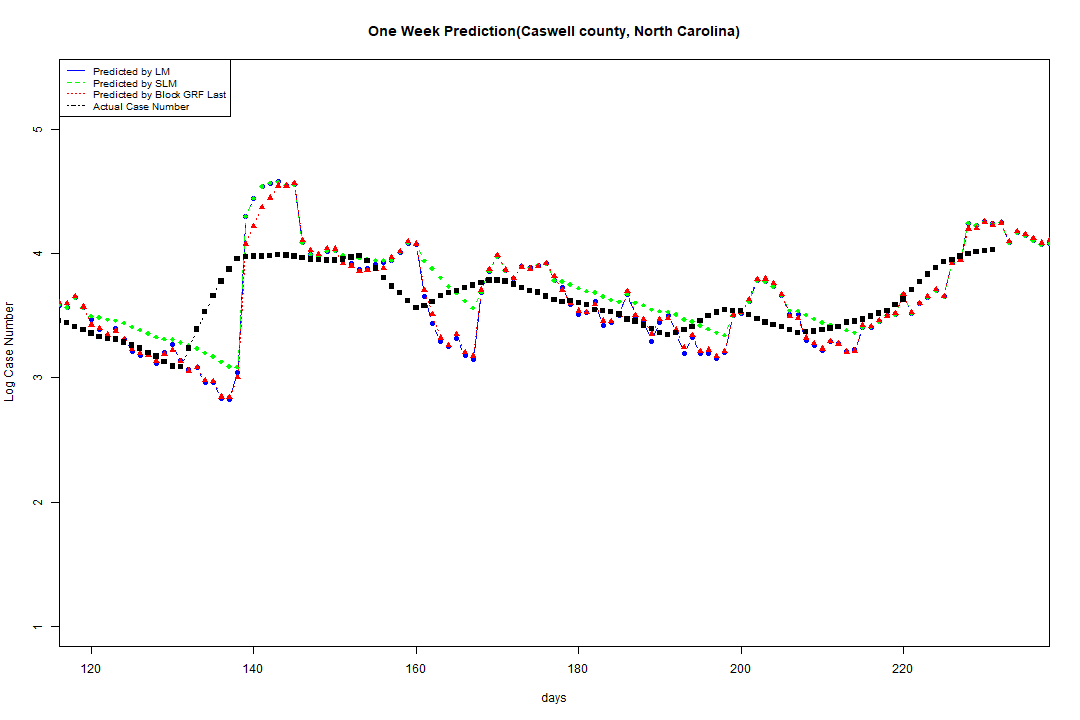 One Week Prediction(Caswell county, North Carolina)
Predicted by LM
Predicted by SLM
Predicted by Block GRF Last
Actual Case Number
5
4
3
2
1
Log Case Number
120 140 160 180 200 220
days